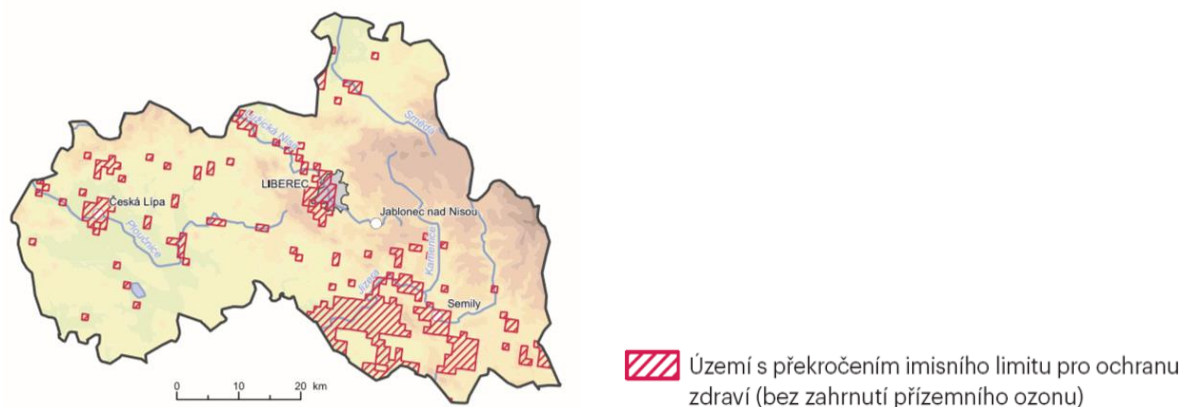 Smědá
Lužická Nisa
LIBEREC
Česká Lípa
Jablonec nad Nisou
Ploučnice
Kamenice
Jizera
Semily
0 10 20 km
Území s překročením imisního limitu pro ochranu
zdraví (bez zahrnutí přízemního ozonu)